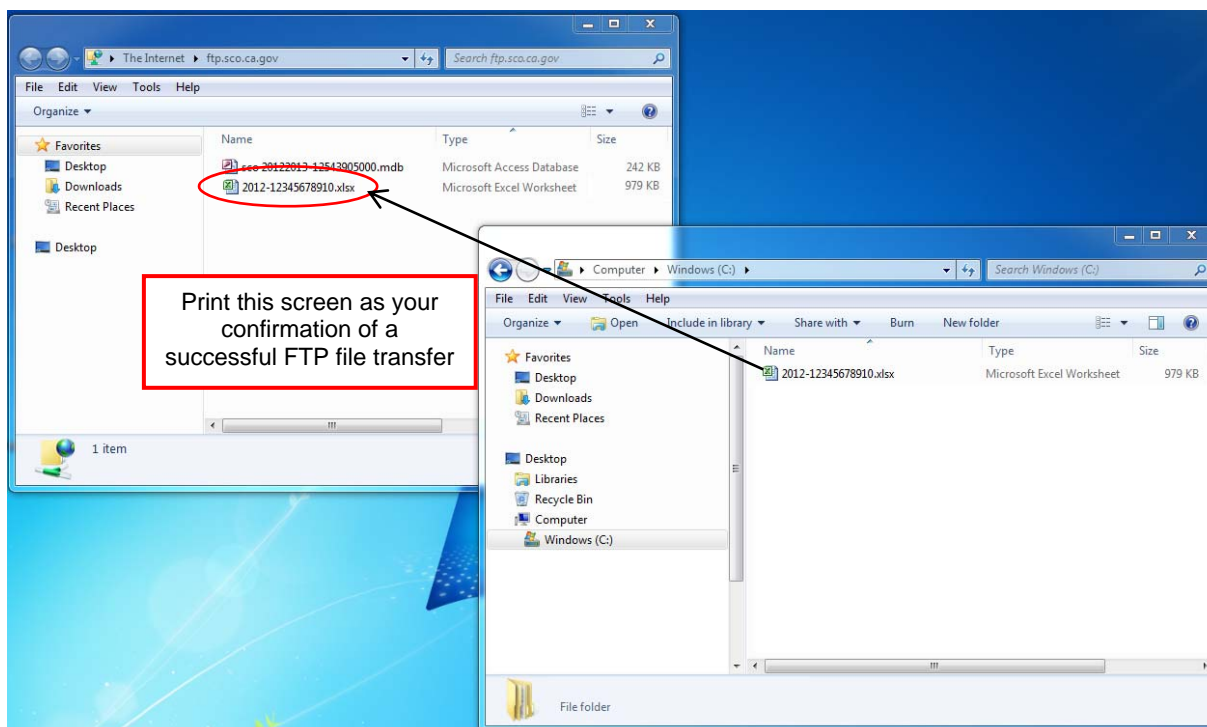 The Internet ▸ ftp.sco.ca.gov
Search ftp.sco.ca.gov
File Edit View Tools Help
Organize
Favorites
Desktop
Downloads
Recent Places
Desktop
Name Type Size
sco-20122013-12543905000.mdb Microsoft Access Database 242 KB
2012-12345678910.xlsx Microsoft Excel Worksheet 979 KB
Print this screen as your
confirmation of a
successful FTP file transfer
1 item
Computer ▸ Windows (C:) ▸
Search Windows (C:)
File Edit View Tools Help
Organize Open Include in library Share with Burn New folder
Favorites
Desktop
Downloads
Recent Places
Desktop
Libraries
Recycle Bin
Computer
Windows (C:)
Name Type Size
2012-12345678910.xlsx Microsoft Excel Worksheet 979 KB
File folder